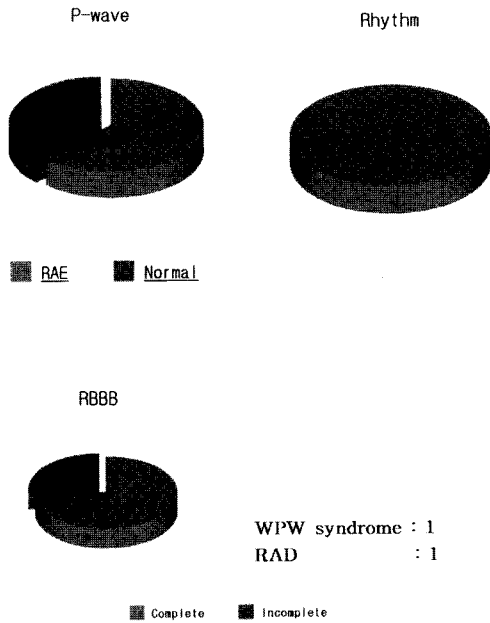 P-wave
Rhythm
RAE Normal
RBBB
WPW syndrome : 1
RAD : 1
Complete Incomplete